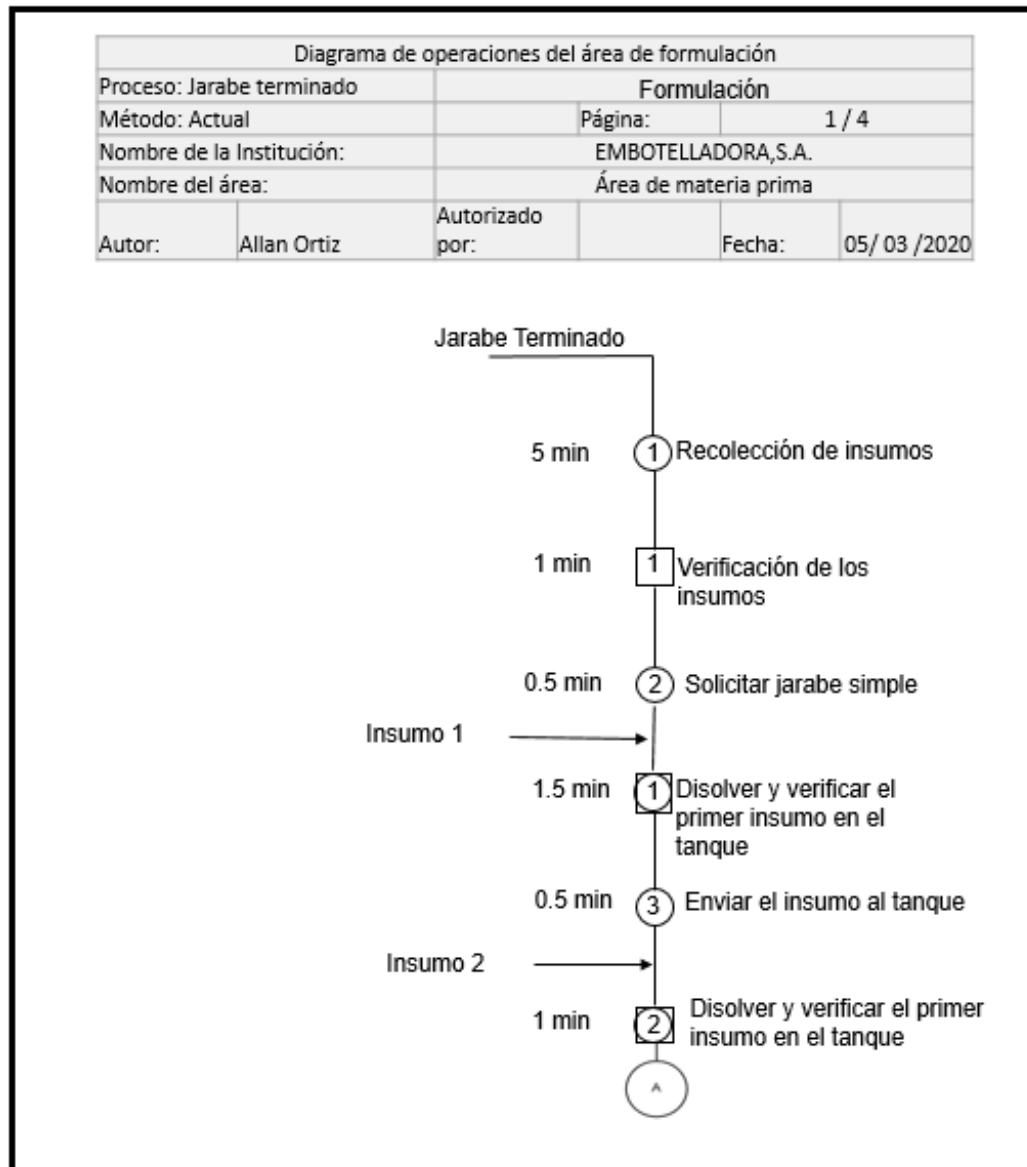 Diagrama de operaciones del área de formulación
Proceso: Jarabe terminado Formulación
Método: Actual Página: 1 / 4
Nombre de la Institución: EMBOTELLADORA,S.A.
Nombre del área: Área de materia prima
Autor: Allan Ortiz Autorizado por: Fecha: 05/ 03 /2020
Jarabe Terminado
5 min 1 Recolección de insumos
1 min 1 Verificación de los
insumos
0.5 min 2 Solicitar jarabe simple
Insumo 1
1.5 min 1 Disolver y verificar el
primer insumo en el
tanque
0.5 min 3 Enviar el insumo al tanque
Insumo 2
1 min 2 Disolver y verificar el primer
insumo en el tanque
A